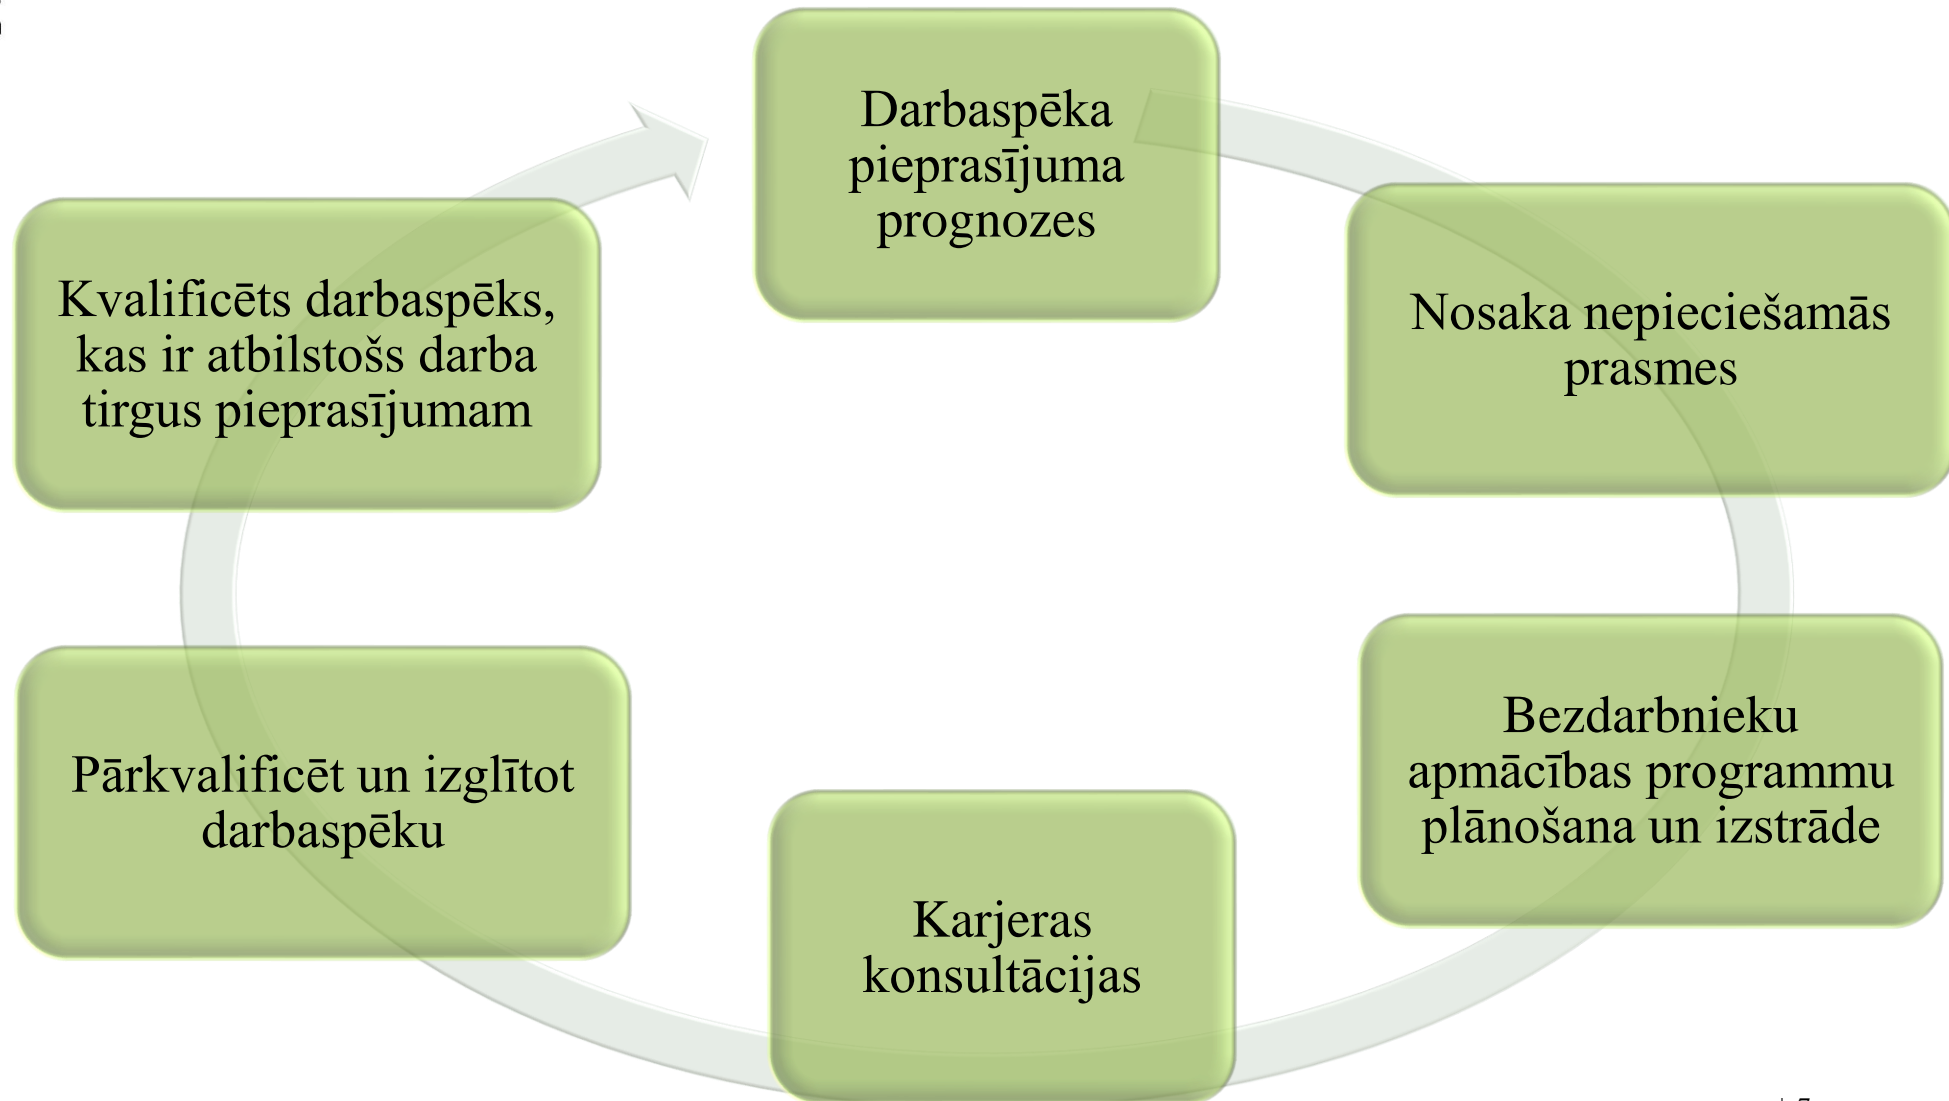 Darbaspēka
pieprasījuma
prognozes
Nosaka nepieciešamās
prasmes
Bezdarbnieku
apmācības programmu
plānošana un izstrāde
Karjeras
konsultācijas
Pārkvalificēt un izglītot
darbaspēku
Kvalificēts darbaspēks,
kas ir atbilstošs darba
tirgus pieprasījumam